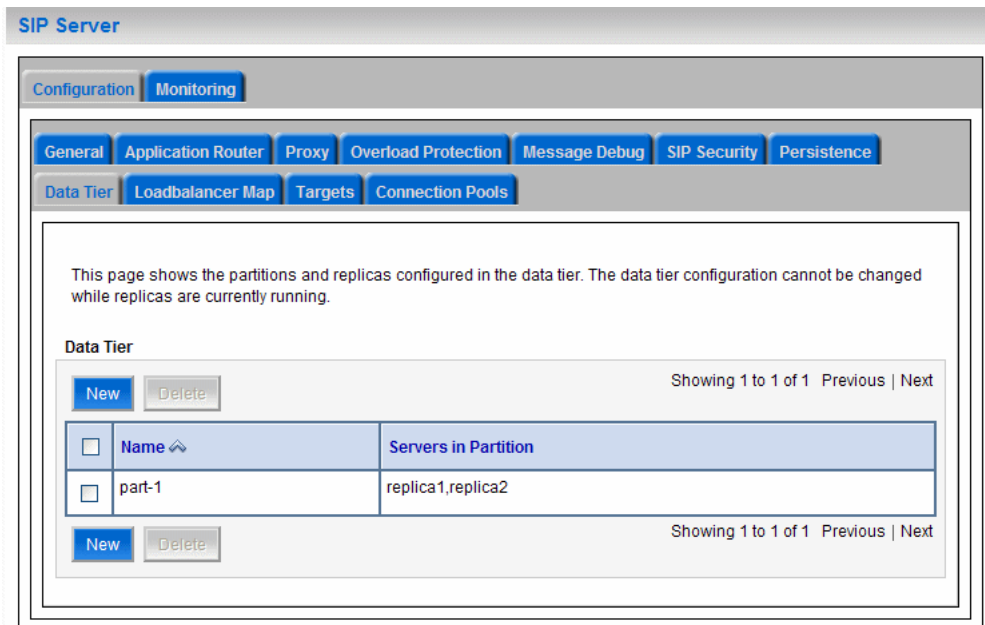 SIP Server
Configuration Monitoring
General Application Router Proxy Overload Protection Message Debug SIP Security Persistence
Data Tier Loadbalancer Map Targets Connection Pools
This page shows the partitions and replicas configured in the data tier. The data tier configuration cannot be changed
while replicas are currently running.
Data Tier
New Delete Showing 1 to 1 of 1 Previous | Next
Name Servers in Partition
part-1 replica1,replica2
New Delete Showing 1 to 1 of 1 Previous | Next